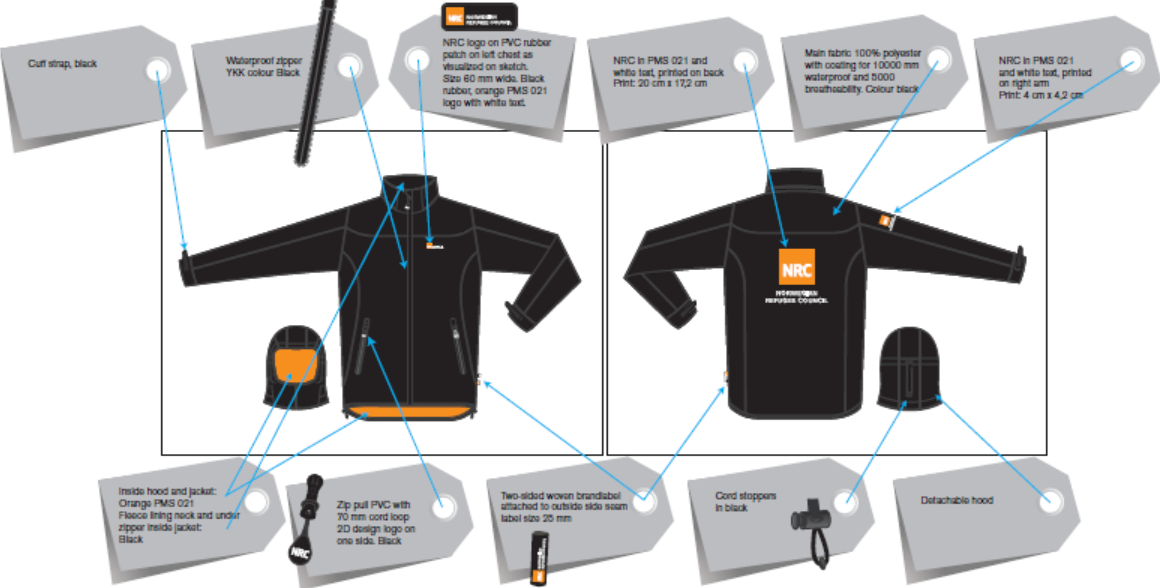 Cuff strap, black
Waterproof zipper
YKK colour Black
NRC NORWEGIAN
REFUGEE COUNCIL
NRC logo on PVC rubber
patch on left chest as
visualized on sketch.
Size 60 mm wide. Black
rubber, orange PMS 021
logo with white text.
NRC in PMS 021 and
white text, printed on back
Print: 20 cm x 17,2 cm
Main fabric 100% polyester
with coating for 10000 mm
waterproof and 5000
breatheability. Colour black
NRC in PMS 021
and white text, printed
on right arm
Print: 4 cm x 4,2 cm
NRC
NORWEGIAN
REFUGEE COUNCIL
Inside hood and jacket:
Orange PMS 021
Fleece lining neck and under
zipper inside jacket:
Black
Zip pull PVC with
70 mm cord loop
2D design logo on
one side. Black
NRC
Two-sided woven brandlabel
attached to outside side seam
label size 25 mm
NRC
Cord stoppers
in black
Detachable hood